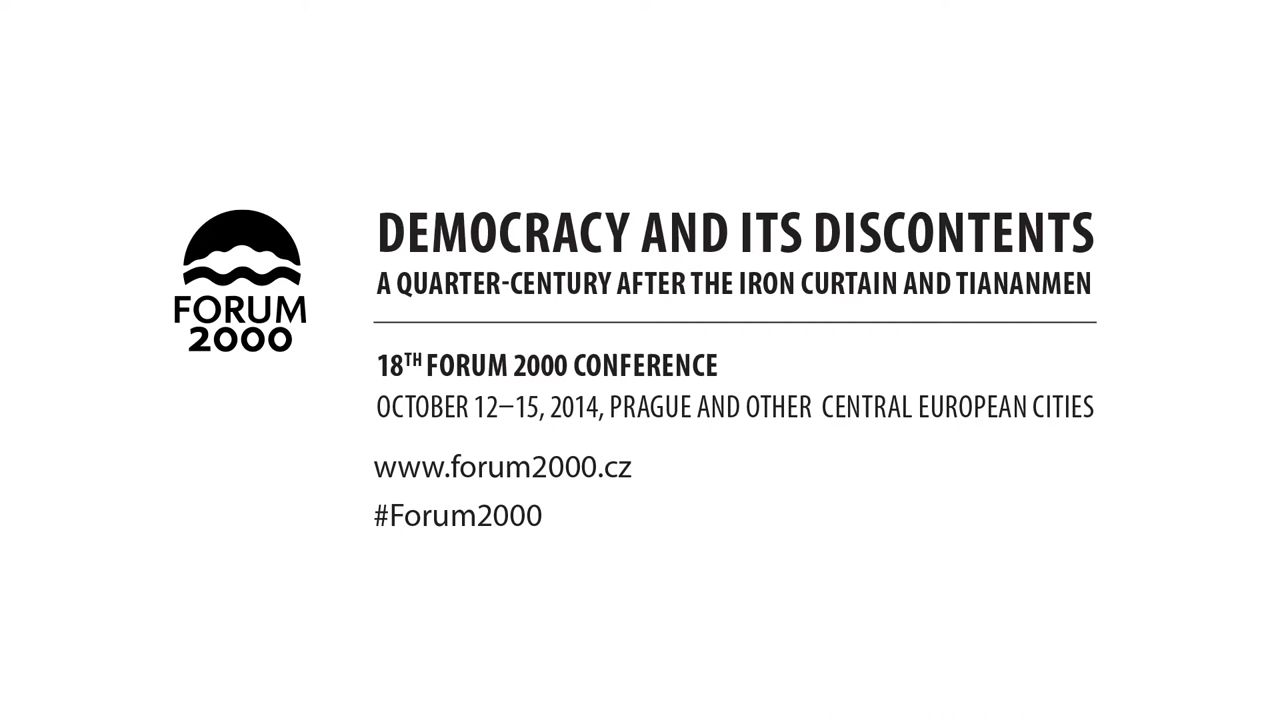 FORUM
2000
DEMOCRACY AND ITS DISCONTENTS
A QUARTER-CENTURY AFTER THE IRON CURTAIN AND TIANANMEN
18TH FORUM 2000 CONFERENCE
OCTOBER 12–15, 2014, PRAGUE AND OTHER CENTRAL EUROPEAN CITIES
www.forum2000.cz
#Forum2000